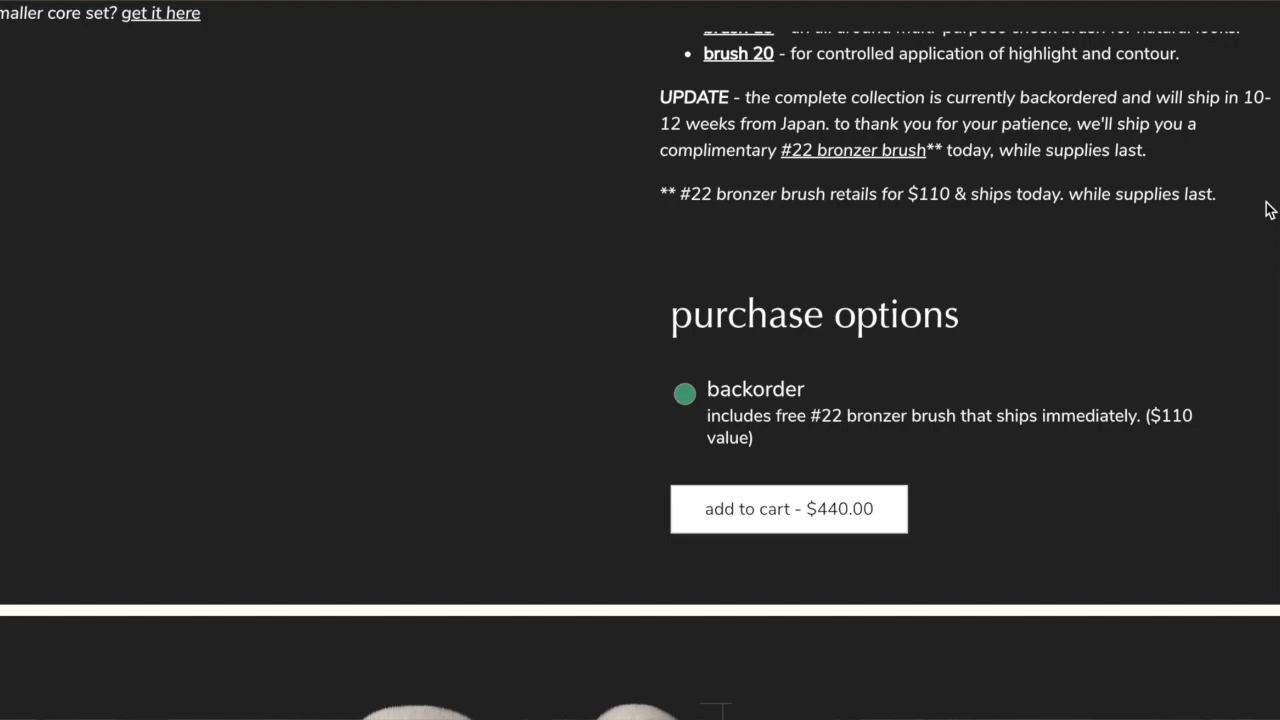 maller core set? get it here
brush 20 - for controlled application of highlight and contour.
UPDATE - the complete collection is currently backordered and will ship in 10-
12 weeks from Japan. to thank you for your patience, we'll ship you a
complimentary #22 bronzer brush** today, while supplies last.
** #22 bronzer brush retails for $110 & ships today. while supplies last.
purchase options
backorder
includes free #22 bronzer brush that ships immediately. ($110
value)
add to cart - $440.00